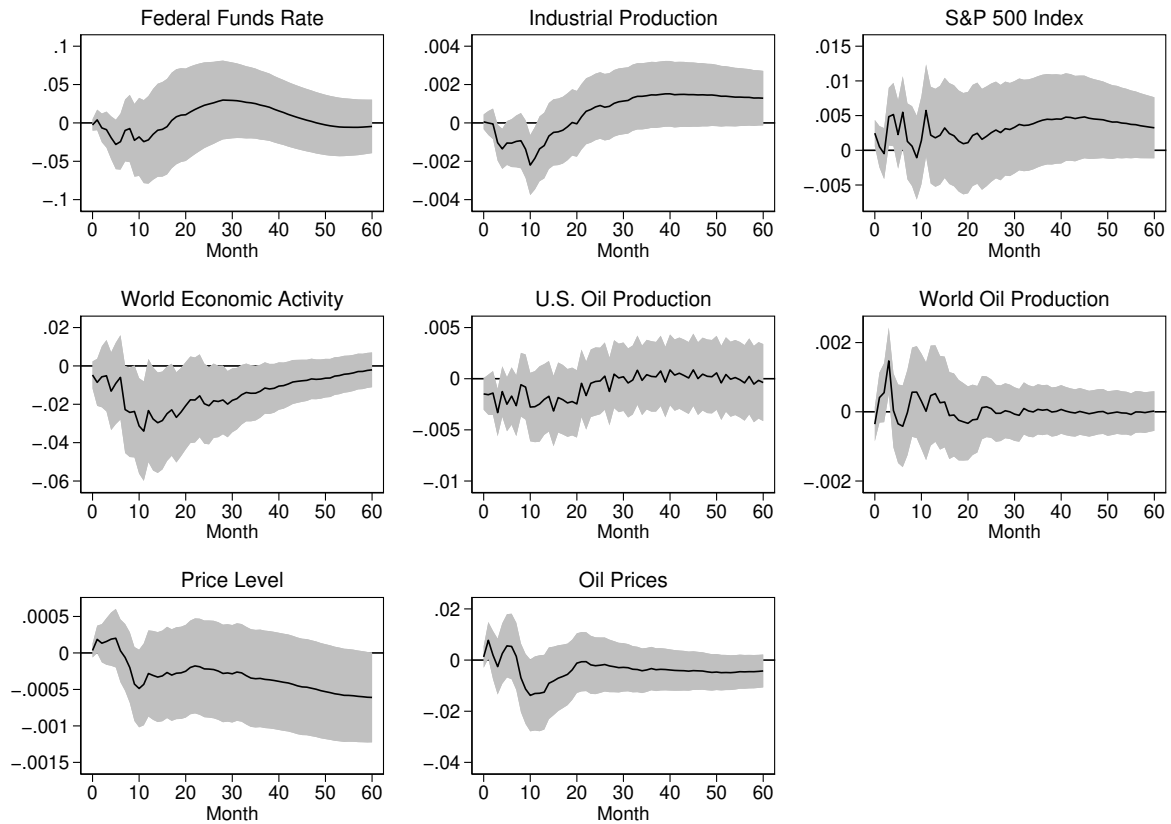 Federal Funds Rate
.1
.05
0
−.05
−.1
0 10 20 30 40 50 60
Month
Industrial Production
.004
.002
0
−.002
−.004
0 10 20 30 40 50 60
Month
S&P 500 Index
.015
.01
.005
0
−.005
0 10 20 30 40 50 60
Month
World Economic Activity
.02
0
−.02
−.04
−.06
0 10 20 30 40 50 60
Month
U.S. Oil Production
.005
0
−.005
−.01
0 10 20 30 40 50 60
Month
World Oil Production
.002
0
−.002
0 10 20 30 40 50 60
Month
Price Level
.0005
0
−.0005
−.001
−.0015
0 10 20 30 40 50 60
Month
Oil Prices
.02
0
−.02
−.04
0 10 20 30 40 50 60
Month